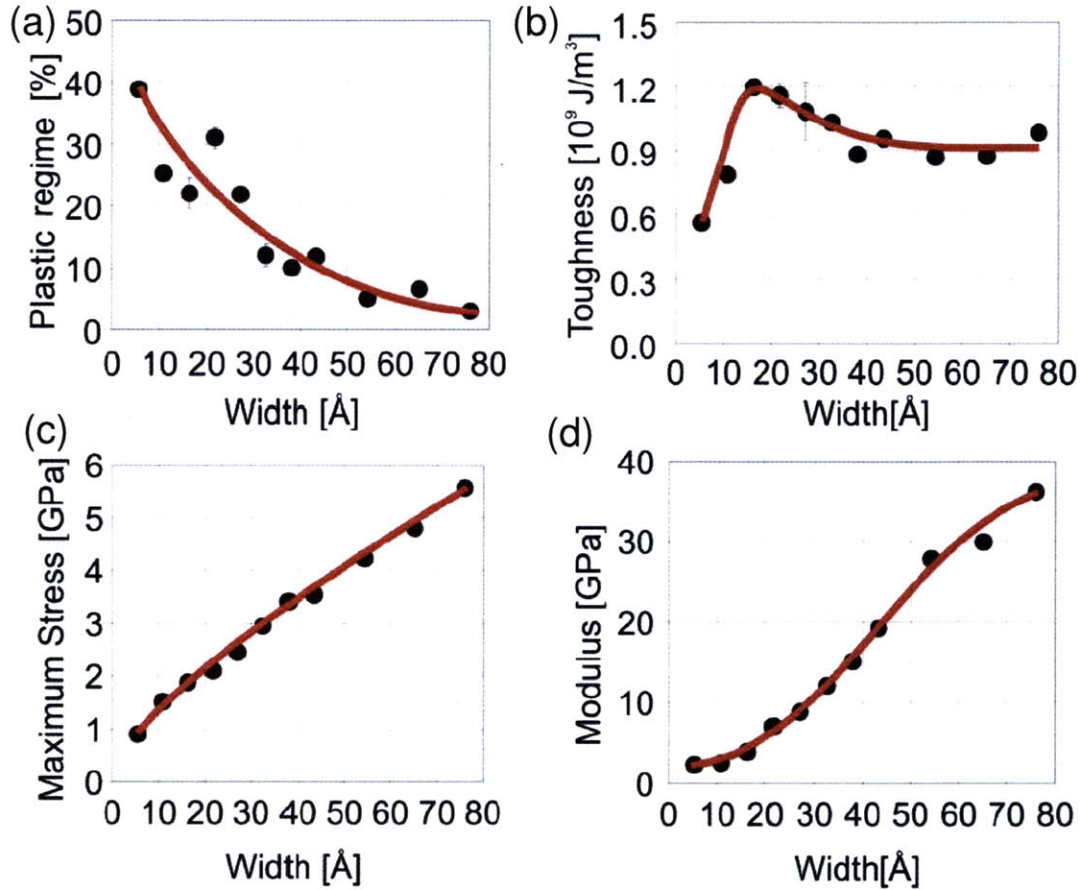 (a)
Plastic regime [%]
50
40
30
20
10
0
0 10 20 30 40 50 60 70 80
Width [Å]
(b)
Toughness [10⁹ J/m³]
1.5
1.2
0.9
0.6
0.3
0.0
0 10 20 30 40 50 60 70 80
Width[Å]
(c)
Maximum Stress [GPa]
6
5
4
3
2
1
0
0 10 20 30 40 50 60 70 80
Width [Å]
(d)
Modulus [GPa]
40
30
20
10
0
0 10 20 30 40 50 60 70 80
Width[Å]